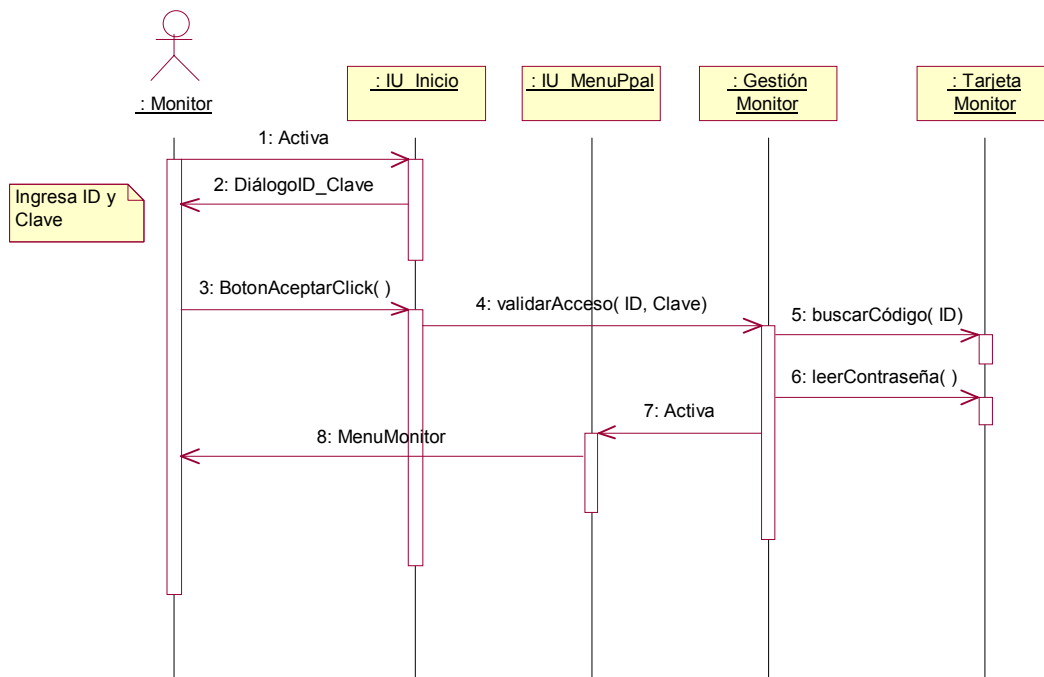 : Monitor
: IU_Inicio
: IU_MenuPpal
: Gestión
Monitor
: Tarjeta
Monitor
1: Activa
2: DiálogoID_Clave
Ingresa ID y
Clave
3: BotonAceptarClick( )
4: validarAcceso( ID, Clave)
5: buscarCódigo( ID)
6: leerContraseña( )
7: Activa
8: MenuMonitor